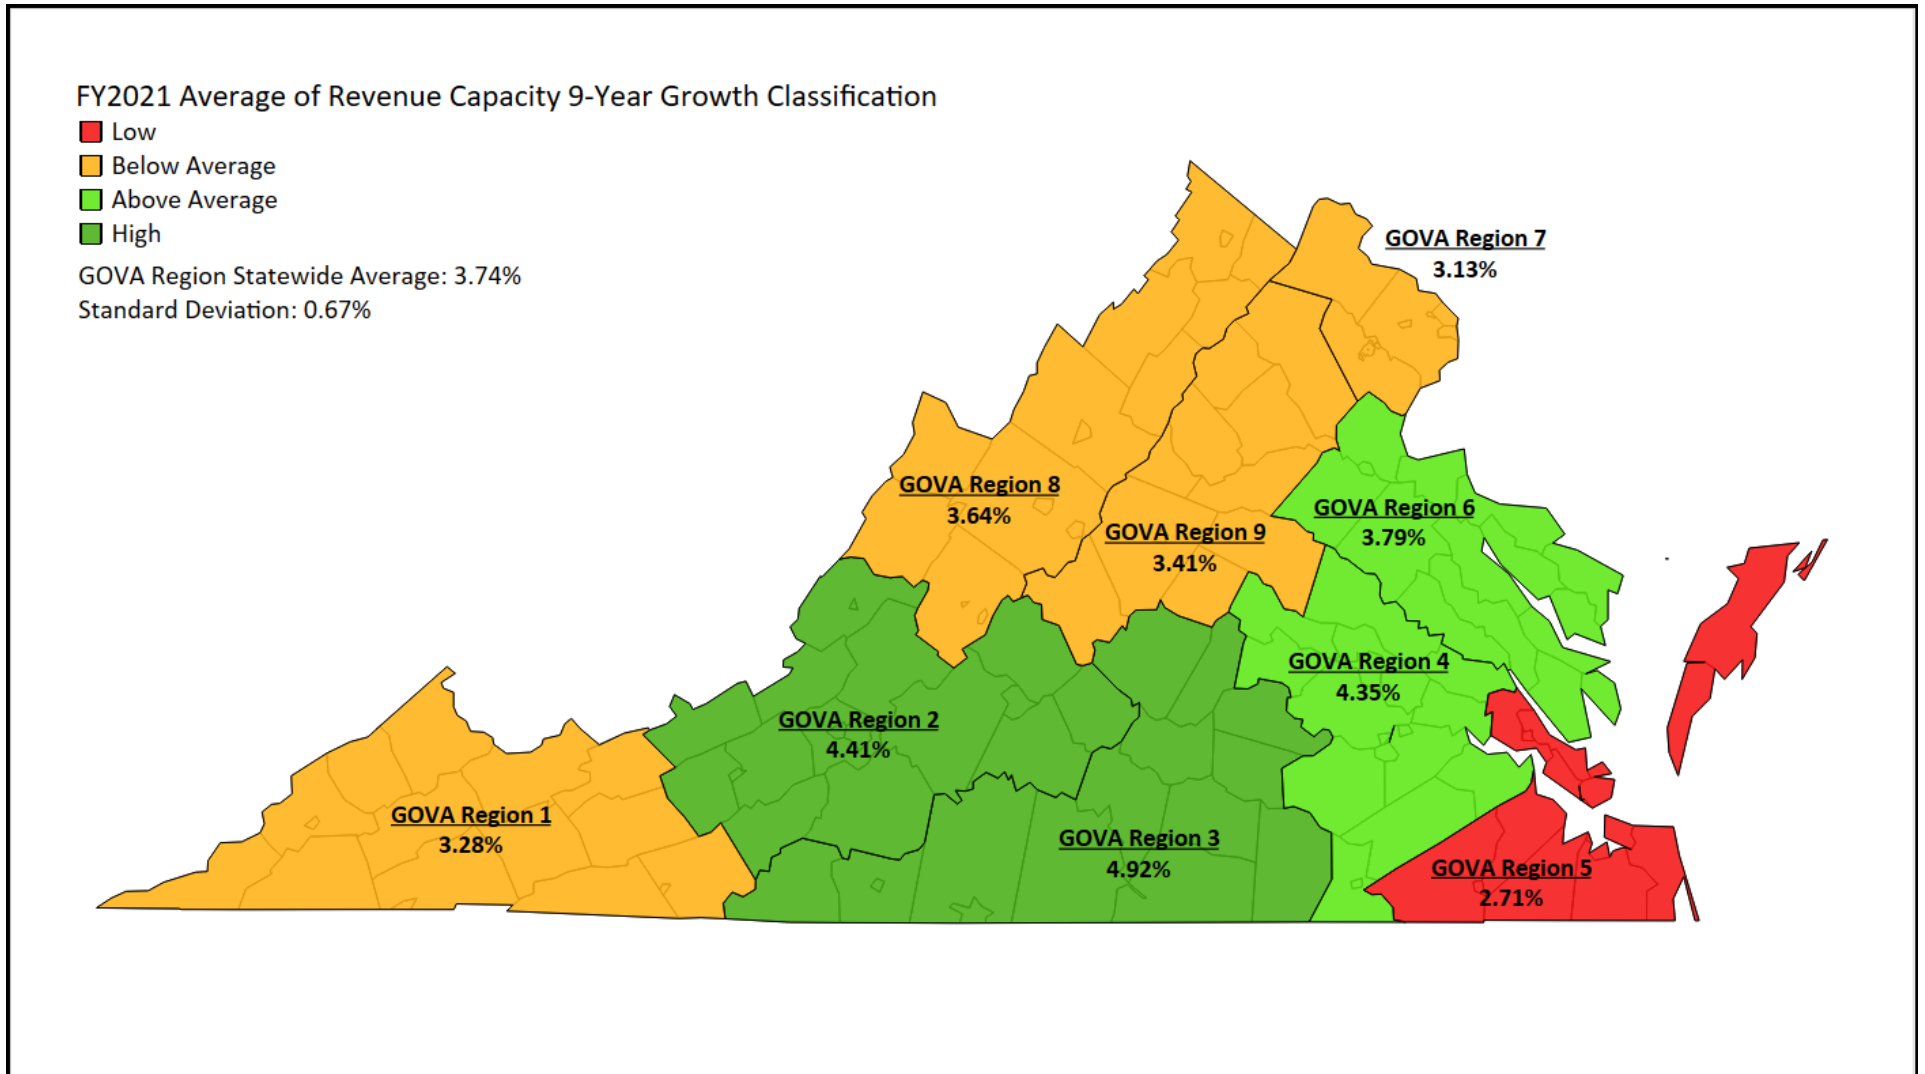 FY2021 Average of Revenue Capacity 9-Year Growth Classification
Low
Below Average
Above Average
High
GOVA Region Statewide Average: 3.74%
Standard Deviation: 0.67%
GOVA Region 7
3.13%
GOVA Region 8
3.64%
GOVA Region 6
3.79%
GOVA Region 9
3.41%
GOVA Region 4
4.35%
GOVA Region 2
4.41%
GOVA Region 1
3.28%
GOVA Region 3
4.92%
GOVA Region 5
2.71%